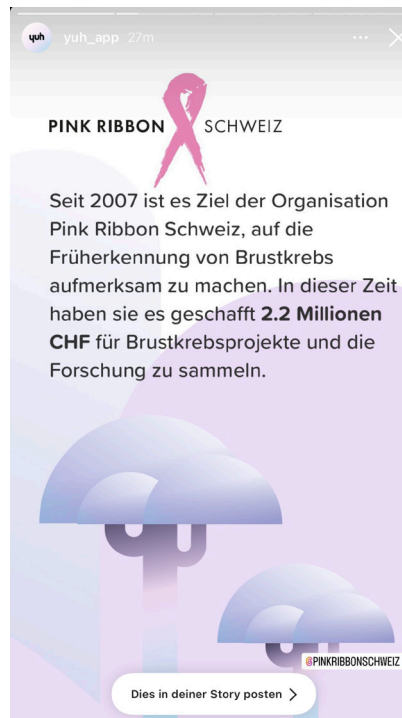 yuh yuh_app 27m
PINK RIBBON SCHWEIZ
Seit 2007 ist es Ziel der Organisation
Pink Ribbon Schweiz, auf die
Früherkennung von Brustkrebs
aufmerksam zu machen. In dieser Zeit
haben sie es geschafft 2.2 Millionen
CHF für Brustkrebsprojekte und die
Forschung zu sammeln.
@PINKRIBBONSCHWEIZ
Dies in deiner Story posten